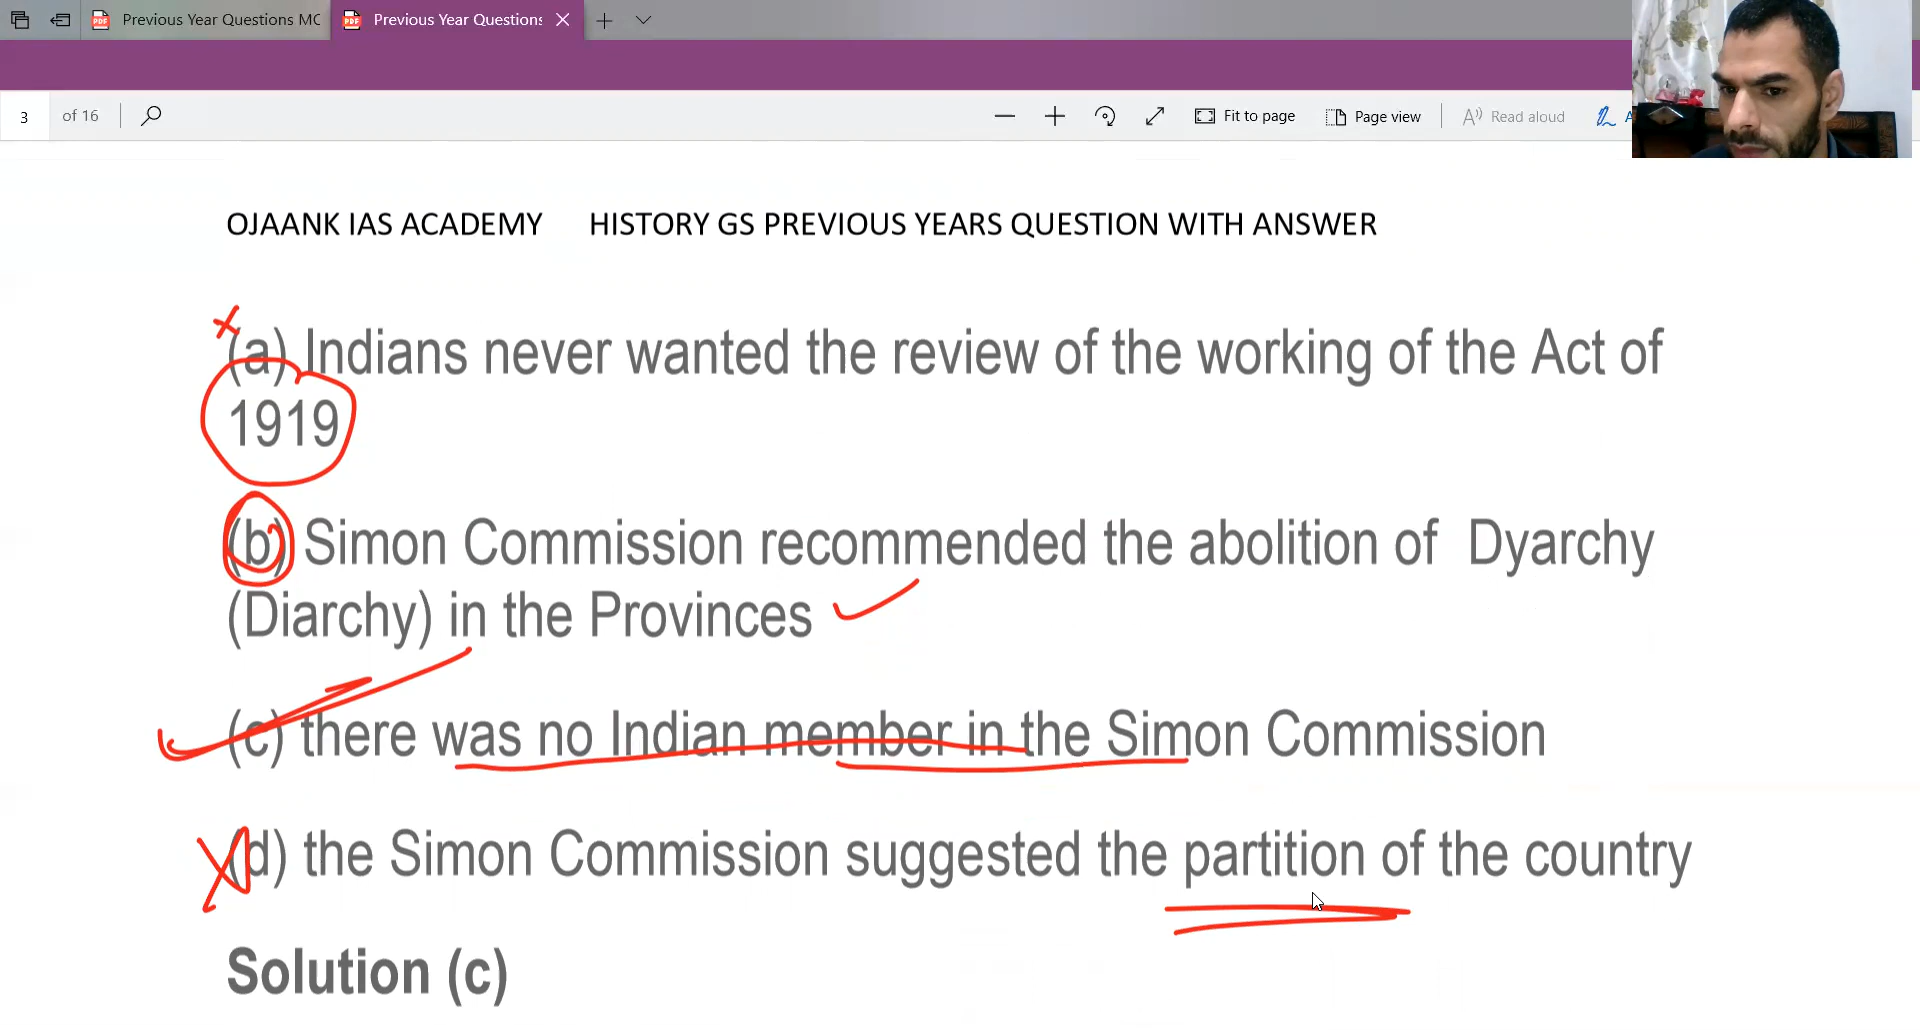 Previous Year Questions MC
Previous Year Questions
3 of 16
Fit to page
Page view
Read aloud
OJAANK IAS ACADEMY HISTORY GS PREVIOUS YEARS QUESTION WITH ANSWER
(a) Indians never wanted the review of the working of the Act of
1919
(b) Simon Commission recommended the abolition of Dyarchy
(Diarchy) in the Provinces
(c) there was no Indian member in the Simon Commission
(d) the Simon Commission suggested the partition of the country
Solution (c)